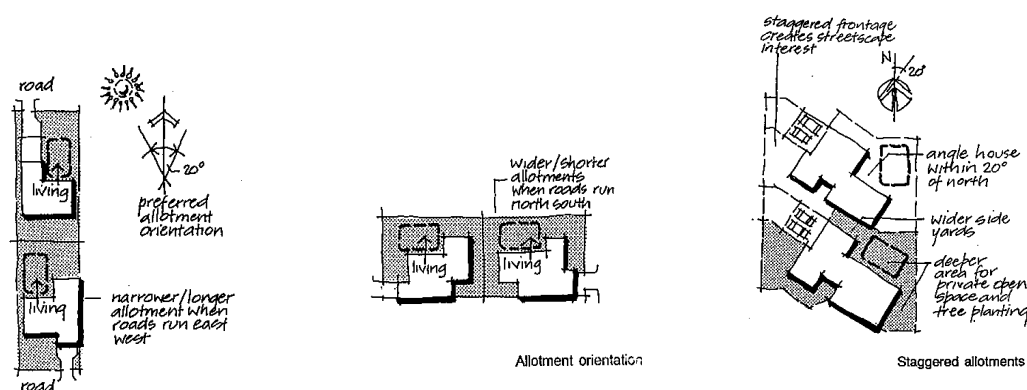 road
living
20°
preferred
allotment
orientation
living
narrower/longer
allotment when
roads run east
west
road
wider/shorter
allotments
when roads run
north south
living
living
Allotment orientation
staggered frontage
creates streetscape
interest
N
20°
angle house
within 20°
of north
wider side
yards
deeper
area for
private open
space and
tree planting
Staggered allotments